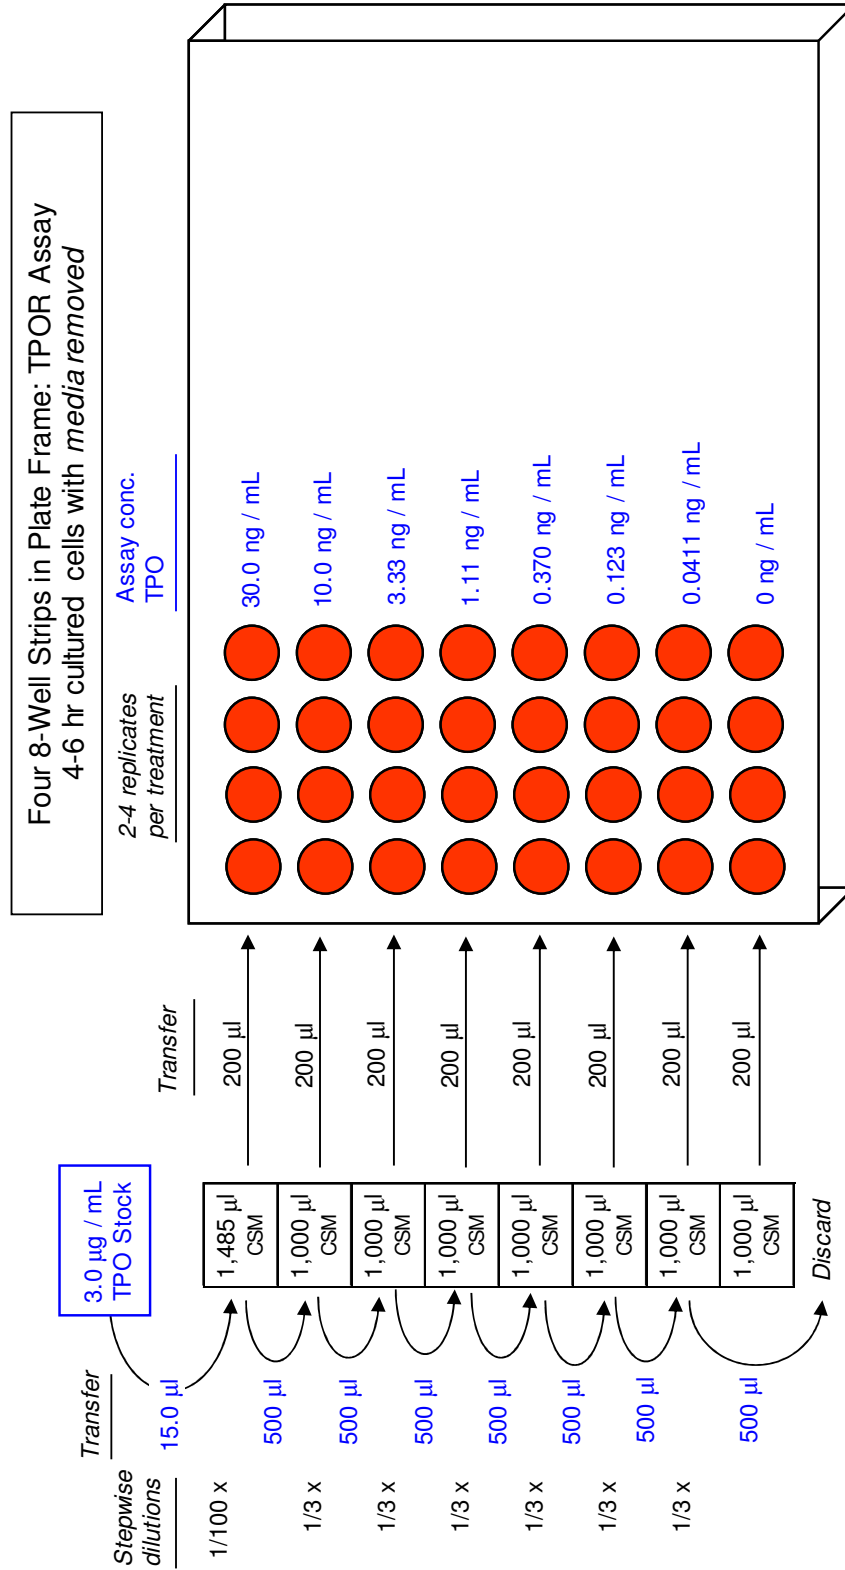 Four 8-Well Strips in Plate Frame: TPOR Assay
4-6 hr cultured cells with media removed
Stepwise
dilutions
Transfer
3.0 µg / mL
TPO Stock
Transfer
2-4 replicates
per treatment
Assay conc.
TPO
1/100 x
15.0 µl
1,485 µl
CSM
200 µl
30.0 ng / mL
1/3 x
500 µl
1,000 µl
CSM
200 µl
10.0 ng / mL
1/3 x
500 µl
1,000 µl
CSM
200 µl
3.33 ng / mL
1/3 x
500 µl
1,000 µl
CSM
200 µl
1.11 ng / mL
1/3 x
500 µl
1,000 µl
CSM
200 µl
0.370 ng / mL
1/3 x
500 µl
1,000 µl
CSM
200 µl
0.123 ng / mL
1/3 x
500 µl
1,000 µl
CSM
200 µl
0.0411 ng / mL
500 µl
1,000 µl
CSM
200 µl
0 ng / mL
Discard